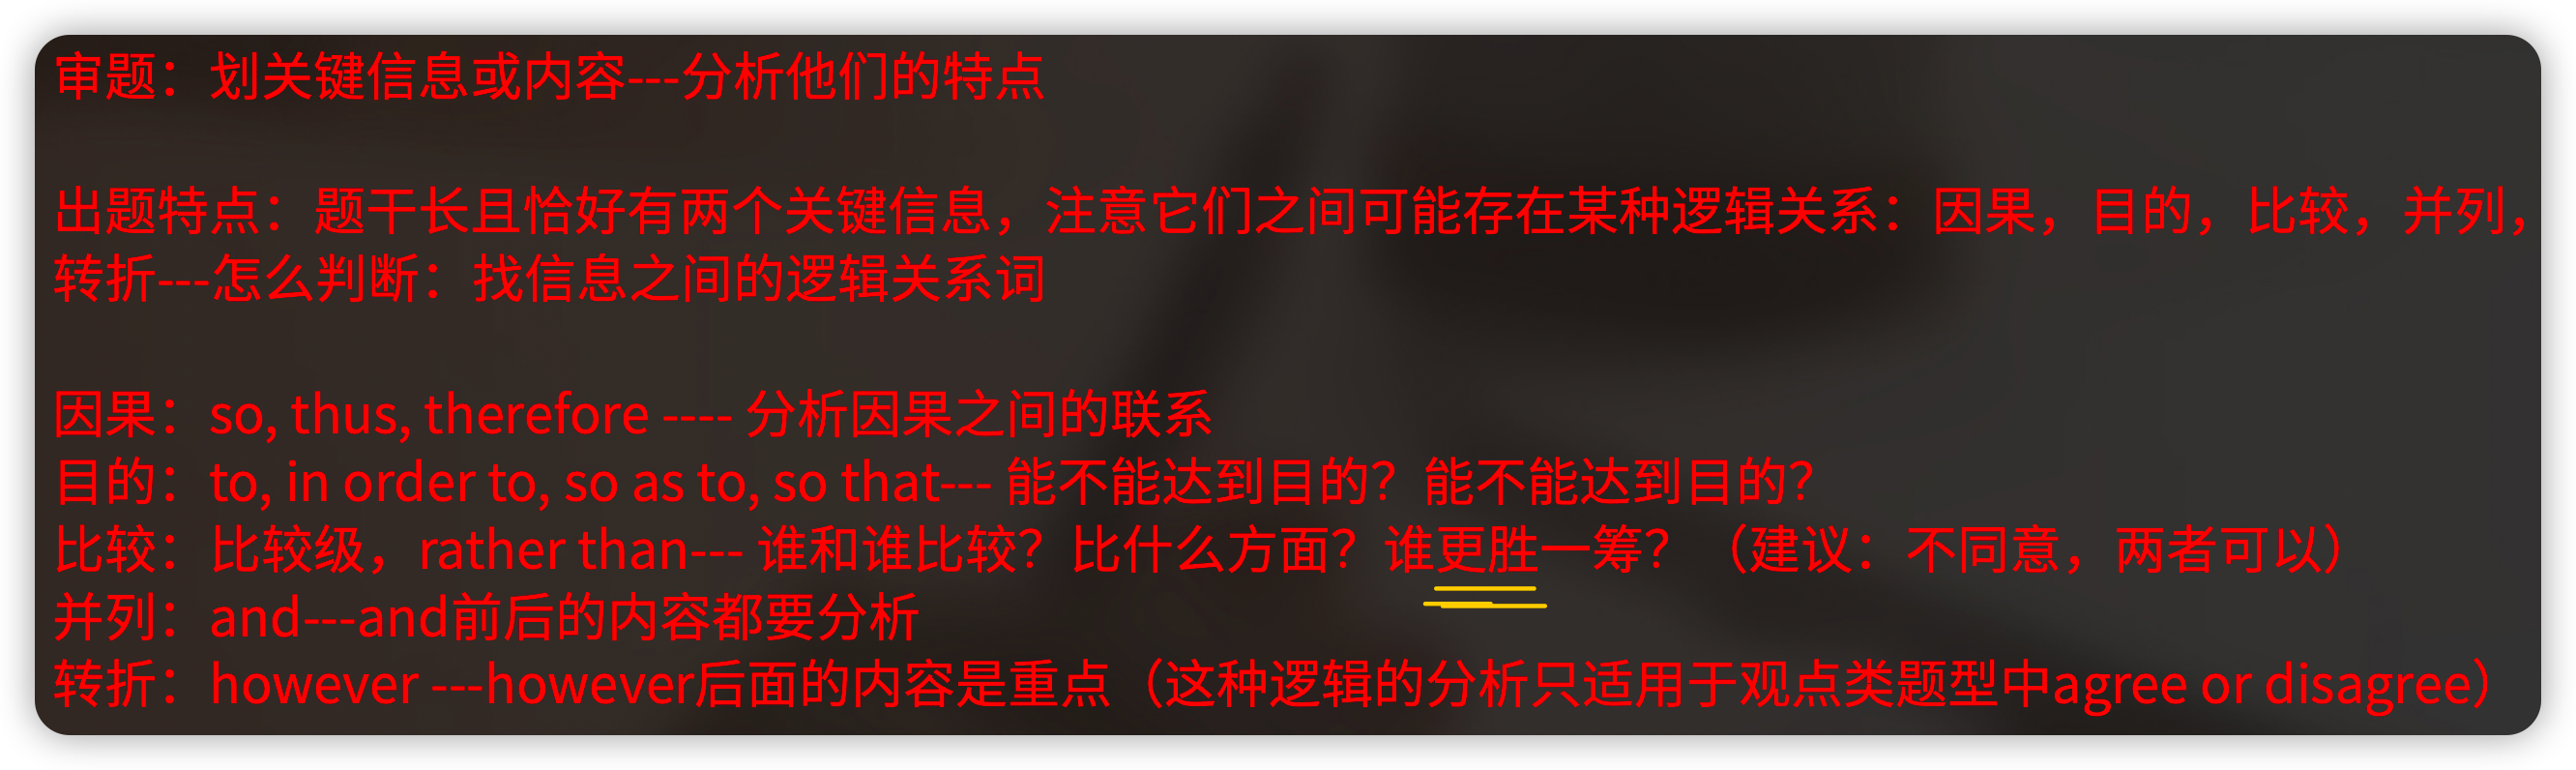 审题：划关键信息或内容---分析他们的特点
出题特点：题干长且恰好有两个关键信息，注意它们之间可能存在某种逻辑关系：因果，目的，比较，并列，
转折---怎么判断：找信息之间的逻辑关系词
因果：so, thus, therefore ---- 分析因果之间的联系
目的：to, in order to, so as to, so that--- 能不能达到目的？能不能达到目的？
比较：比较级，rather than--- 谁和谁比较？比什么方面？谁更胜一筹？（建议：不同意，两者可以）
并列：and---and前后的内容都要分析
转折：however ---however后面的内容是重点（这种逻辑的分析只适用于观点类题型中agree or disagree）